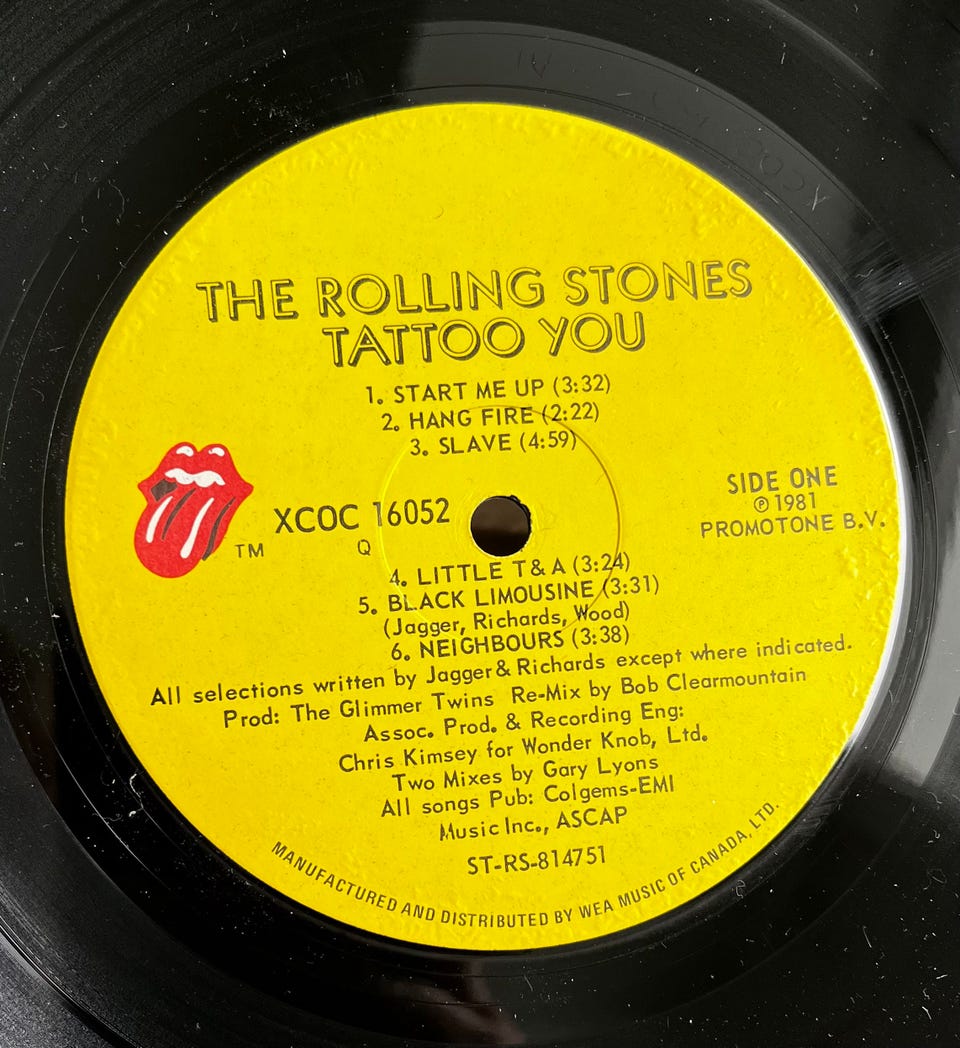 THE ROLLING STONES
TATTOO YOU
1. START ME UP (3:32)
2. HANG FIRE (2:22)
3. SLAVE (4:59)
SIDE ONE
℗ 1981
PROMOTONE B.V.
XCOC 16052
TM
Q
4. LITTLE T & A (3:24)
5. BLACK LIMOUSINE (3:31)
(Jagger, Richards, Wood)
6. NEIGHBOURS (3:38)
All selections written by Jagger & Richards except where indicated.
Prod: The Glimmer Twins Re-Mix by Bob Clearmountain
Assoc. Prod. & Recording Eng:
Chris Kimsey for Wonder Knob, Ltd.
Two Mixes by Gary Lyons
All songs Pub: Colgems-EMI
Music Inc., ASCAP
ST-RS-814751
MANUFACTURED AND DISTRIBUTED BY WEA MUSIC OF CANADA, LTD.